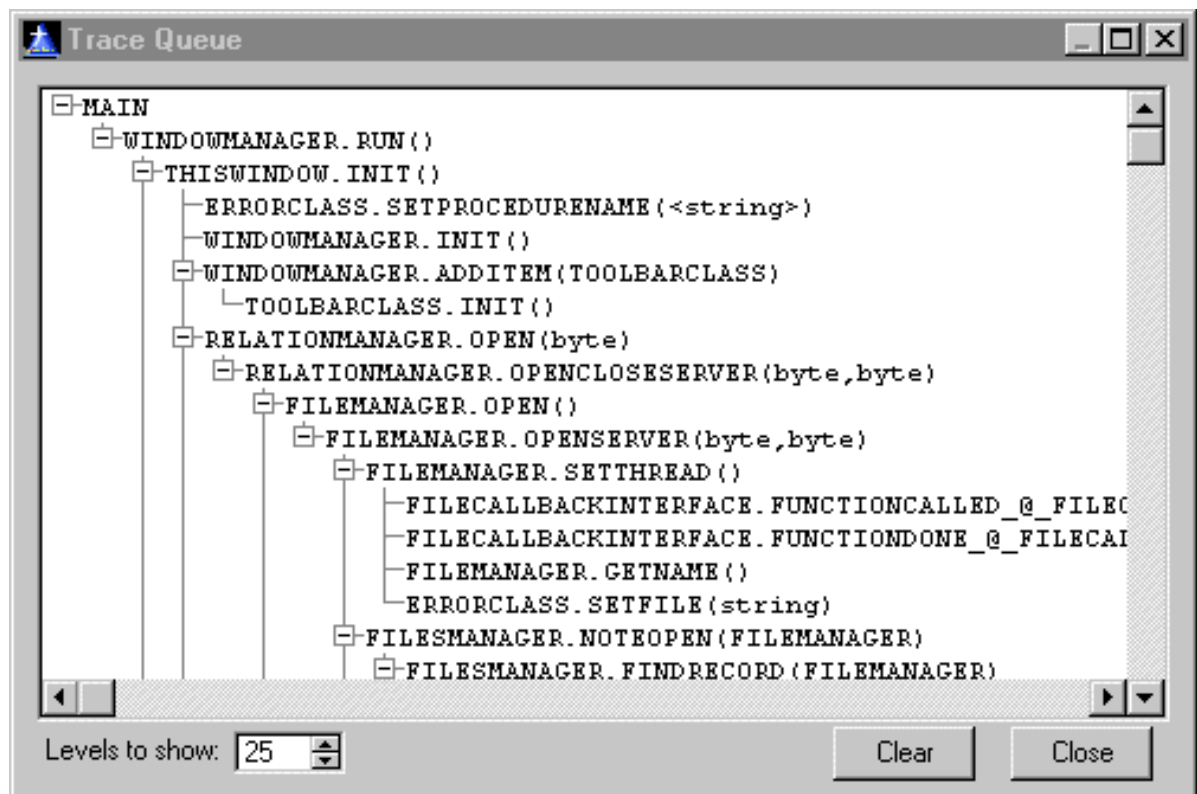 Trace Queue
MAIN
WINDOWMANAGER.RUN()
THISWINDOW.INIT()
ERRORCLASS.SETPROCEDURENAME(<string>)
WINDOWMANAGER.INIT()
WINDOWMANAGER.ADDITEM(TOOLBARCLASS)
TOOLBARCLASS.INIT()
RELATIONMANAGER.OPEN(byte)
RELATIONMANAGER.OPENCLOSESERVER(byte,byte)
FILEMANAGER.OPEN()
FILEMANAGER.OPENSERVER(byte,byte)
FILEMANAGER.SETTHREAD()
FILECALLBACKINTERFACE.FUNCTIONCALLED_@_FILEC
FILECALLBACKINTERFACE.FUNCTIONDONE_@_FILECAL
FILEMANAGER.GETNAME()
ERRORCLASS.SETFILE(string)
FILESMANAGER.NOTEOPEN(FILEMANAGER)
FILESMANAGER.FINDRECORD(FILEMANAGER)
Levels to show: 25 Clear Close